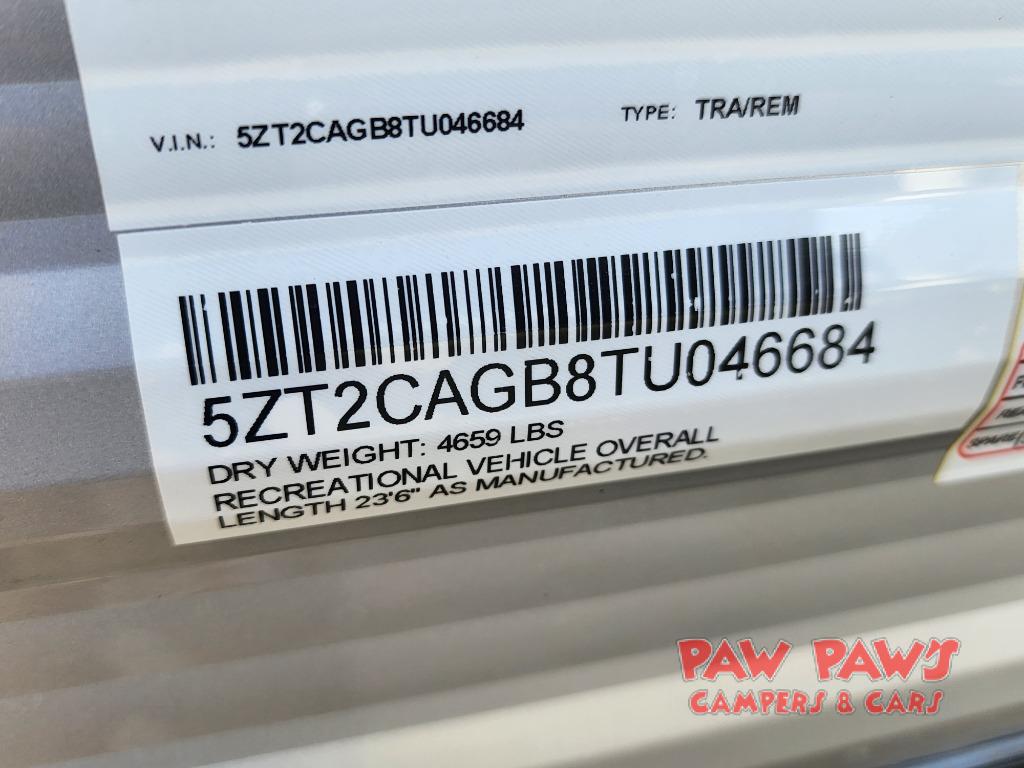 V.I.N.: 5ZT2CAGB8TU046684 TYPE: TRA/REM
5ZT2CAGB8TU046684
DRY WEIGHT: 4659 LBS
RECREATIONAL VEHICLE OVERALL
LENGTH 23'6" AS MANUFACTURED.
SPARE
PAW PAW'S
CAMPERS & CARS